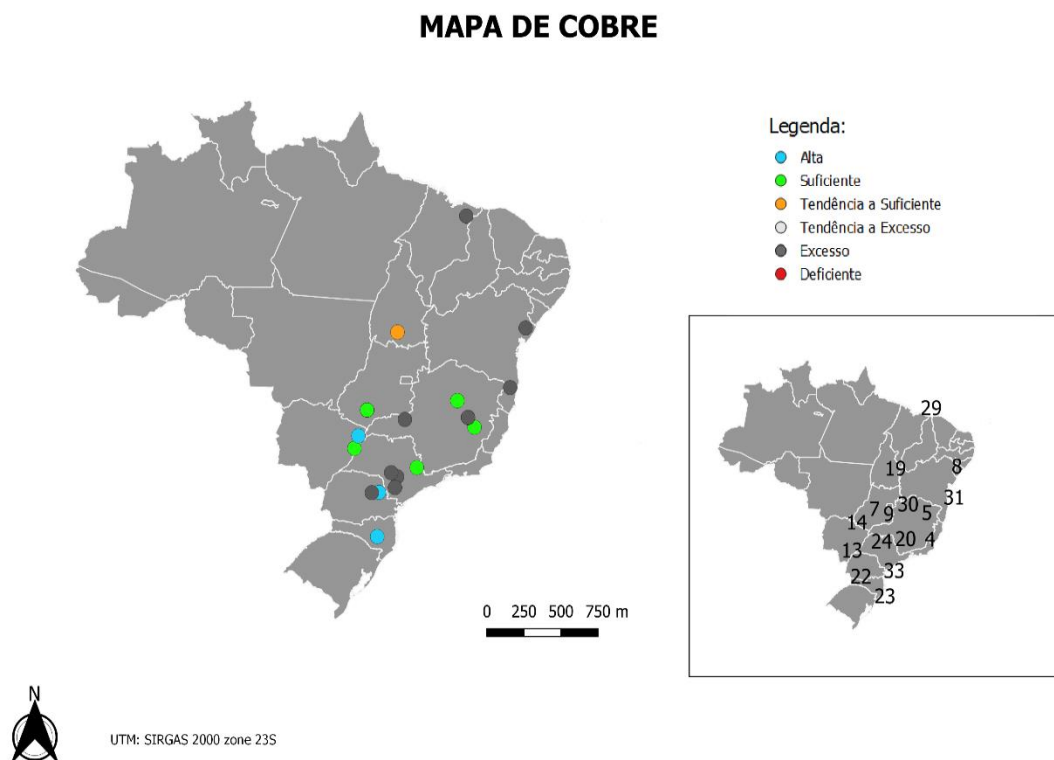 MAPA DE COBRE
Legenda:
Alta
Suficiente
Tendência a Suficiente
Tendência a Excesso
Excesso
Deficiente
29
19
8
31
30
7
9
5
14
24
20
4
13
33
22
23
0 250 500 750 m
N
UTM: SIRGAS 2000 zone 23S